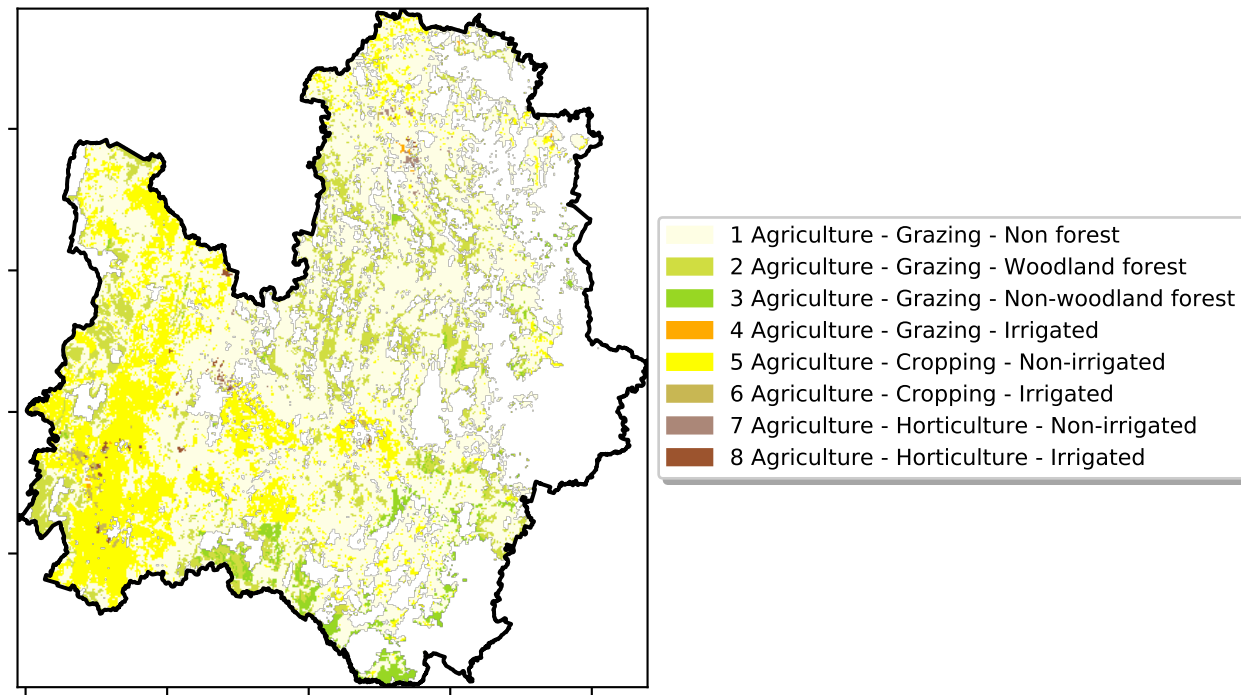 1 Agriculture - Grazing - Non forest
2 Agriculture - Grazing - Woodland forest
3 Agriculture - Grazing - Non-woodland forest
4 Agriculture - Grazing - Irrigated
5 Agriculture - Cropping - Non-irrigated
6 Agriculture - Cropping - Irrigated
7 Agriculture - Horticulture - Non-irrigated
8 Agriculture - Horticulture - Irrigated